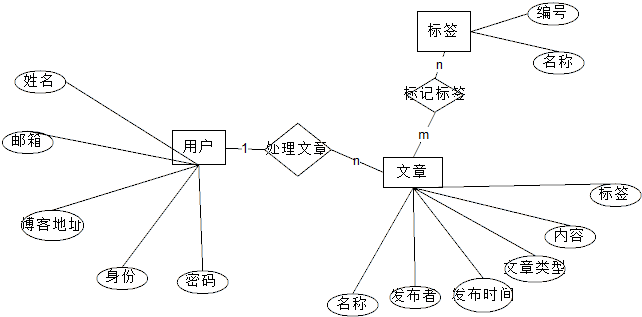 编号
标签
名称
姓名
标记标签
n
m
邮箱
用户
1
处理文章
n
文章
标签
博客地址
内容
身份
密码
文章类型
名称
发布者
发布时间